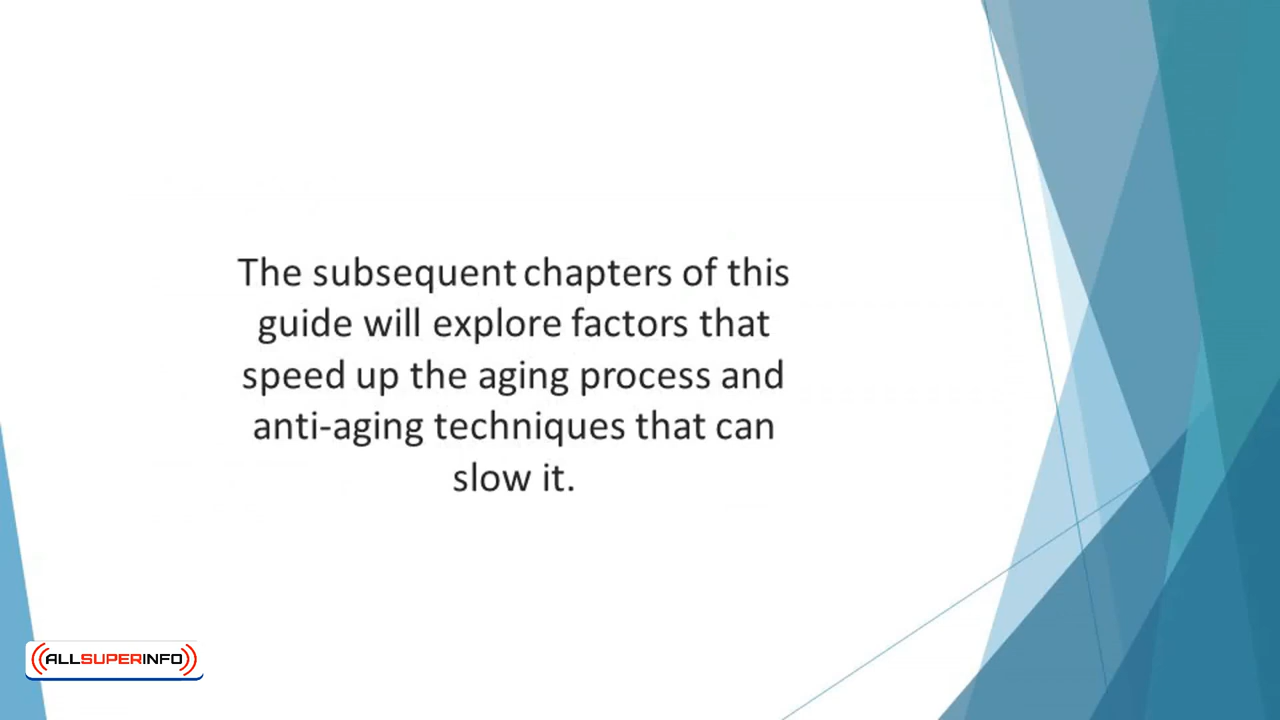 The subsequent chapters of this
guide will explore factors that
speed up the aging process and
anti-aging techniques that can
slow it.
ALLSUPERINFO